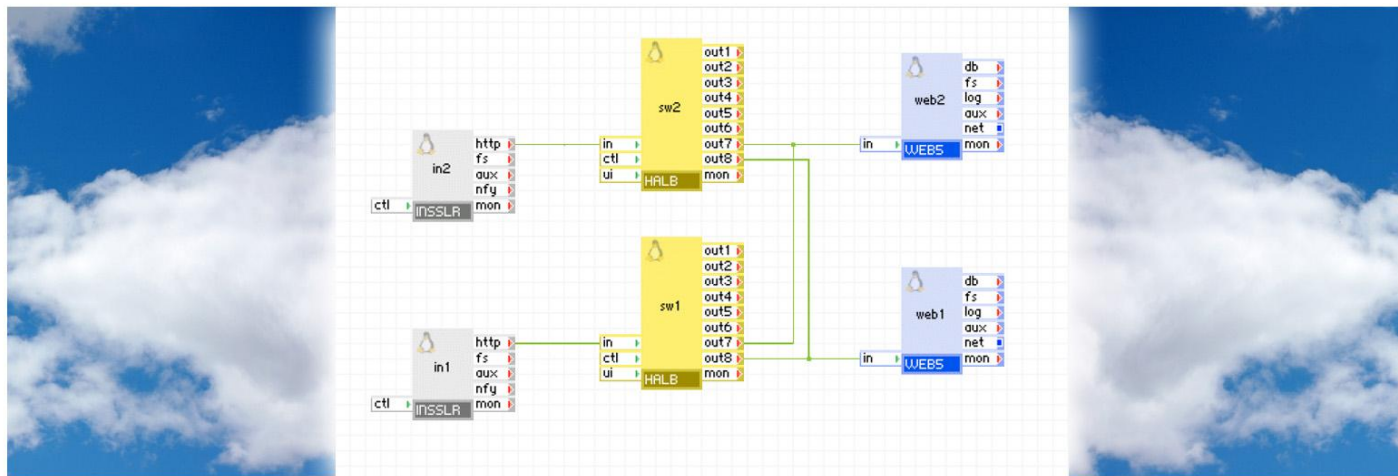 out1
out2
out3
out4
out5
out6
out7
out8
mon
sw2
in
ctl
ui
HALB
db
fs
log
aux
net
mon
web2
in
WEB5
http
fs
aux
nfy
mon
in2
ctl
INSSLR
out1
out2
out3
out4
out5
out6
out7
out8
mon
sw1
in
ctl
ui
HALB
db
fs
log
aux
net
mon
web1
in
WEB5
http
fs
aux
nfy
mon
in1
ctl
INSSLR